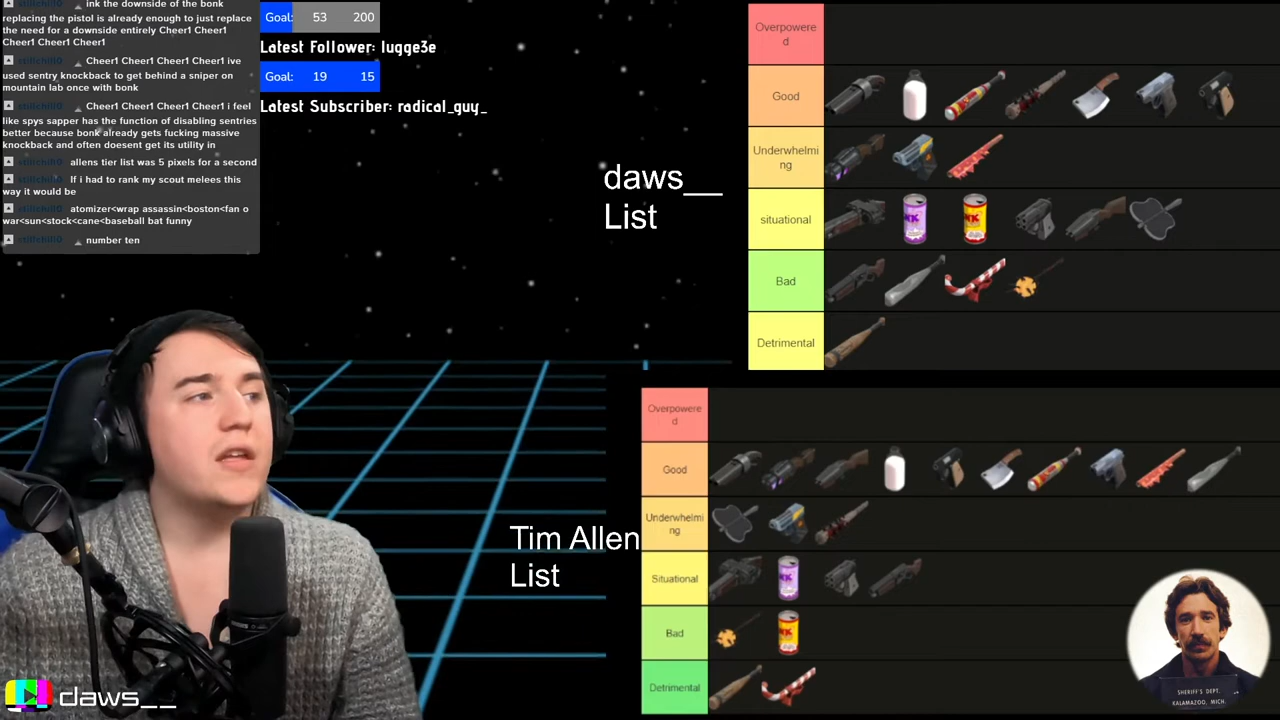 ink the downside of the bonk
replacing the pistol is already enough to just replace
the need for a downside entirely Cheer1 Cheer1
Cheer1 Cheer1 Cheer1
Cheer1 Cheer1 Cheer1 Cheer1 ive
used sentry knockback to get behind a sniper on
mountain lab once with bonk
Cheer1 Cheer1 Cheer1 Cheer1 i feel
like spys sapper has the function of disabling sentries
better because bonk already gets fucking massive
knockback and often doesent get its utility in
allens tier list was 5 pixels for a second
If i had to rank my scout melees this
way it would be
atomizer<wrap assassin<boston<fan o
war<sun<stock<cane<baseball bat funny
number ten
Goal: 53 200
Latest Follower: lugge3e
Goal: 19 15
Latest Subscriber: radical_guy_
daws__
List
Overpowere
d
Good
Underwhelmi
ng
situational
Bad
Detrimental
Tim Allen
List
Overpowere
d
Good
Underwhelmi
ng
Situational
Bad
Detrimental
SHERIFF'S DEPT.
KALAMAZOO, MICH.
daws__